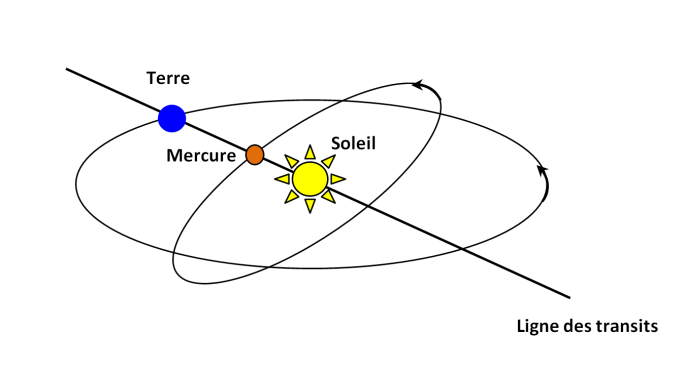 Terre
Soleil
Mercure
Ligne des transits